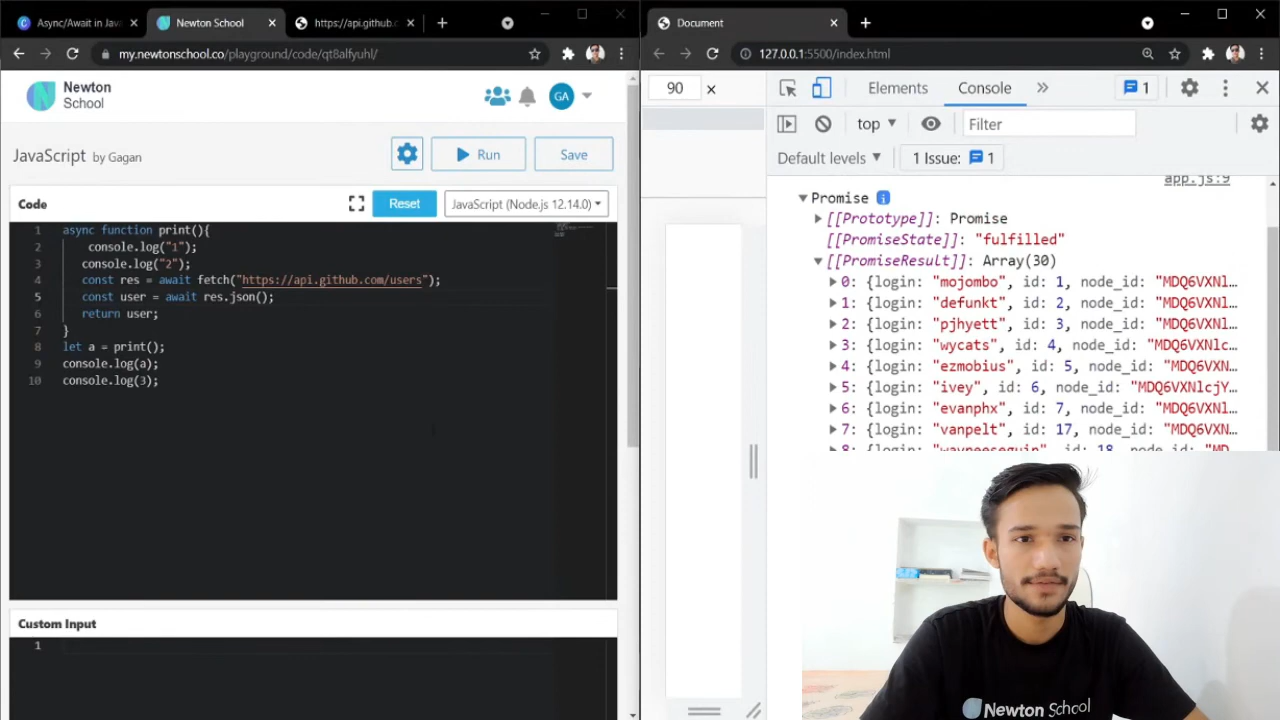 Async/Await in Java
Newton School
https://api.github.c
my.newtonschool.co/playground/code/qt8alfyuhl/
Newton
School
GA
JavaScript by Gagan
Run
Save
Code
Reset
JavaScript (Node.js 12.14.0)
1 async function print(){
2 console.log("1");
3 console.log("2");
4 const res = await fetch("https://api.github.com/users");
5 const user = await res.json();
6 return user;
7 }
8 let a = print();
9 console.log(a);
10 console.log(3);
Custom Input
1
Document
127.0.0.1:5500/index.html
90
Elements
Console
1
top
Filter
Default levels
1 Issue: 1
app.js:9
Promise
[[Prototype]]: Promise
[[PromiseState]]: "fulfilled"
[[PromiseResult]]: Array(30)
0: {login: "mojombo", id: 1, node_id: "MDQ6VXNl…
1: {login: "defunkt", id: 2, node_id: "MDQ6VXNl…
2: {login: "pjhyett", id: 3, node_id: "MDQ6VXNl…
3: {login: "wycats", id: 4, node_id: "MDQ6VXNlc…
4: {login: "ezmobius", id: 5, node_id: "MDQ6VXN…
5: {login: "ivey", id: 6, node_id: "MDQ6VXNlcjY…
6: {login: "evanphx", id: 7, node_id: "MDQ6VXNl…
7: {login: "vanpelt", id: 17, node_id: "MDQ6VXN…
8: {login: "wayneeseguin", id: 18, node_id: "MD…
Newton School